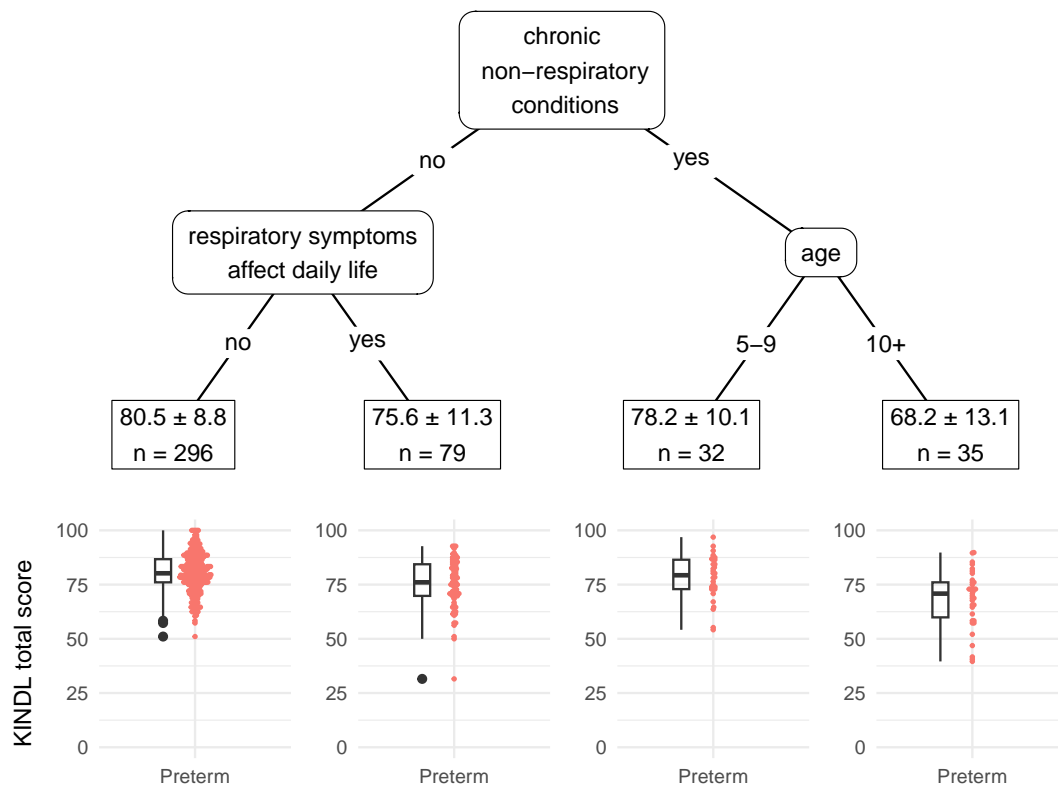 chronic
non−respiratory
conditions
no
yes
respiratory symptoms
affect daily life
age
no
yes
5−9
10+
80.5 ± 8.8
n = 296
75.6 ± 11.3
n = 79
78.2 ± 10.1
n = 32
68.2 ± 13.1
n = 35
KINDL total score
100
75
50
25
0
Preterm
100
75
50
25
0
Preterm
100
75
50
25
0
Preterm
100
75
50
25
0
Preterm